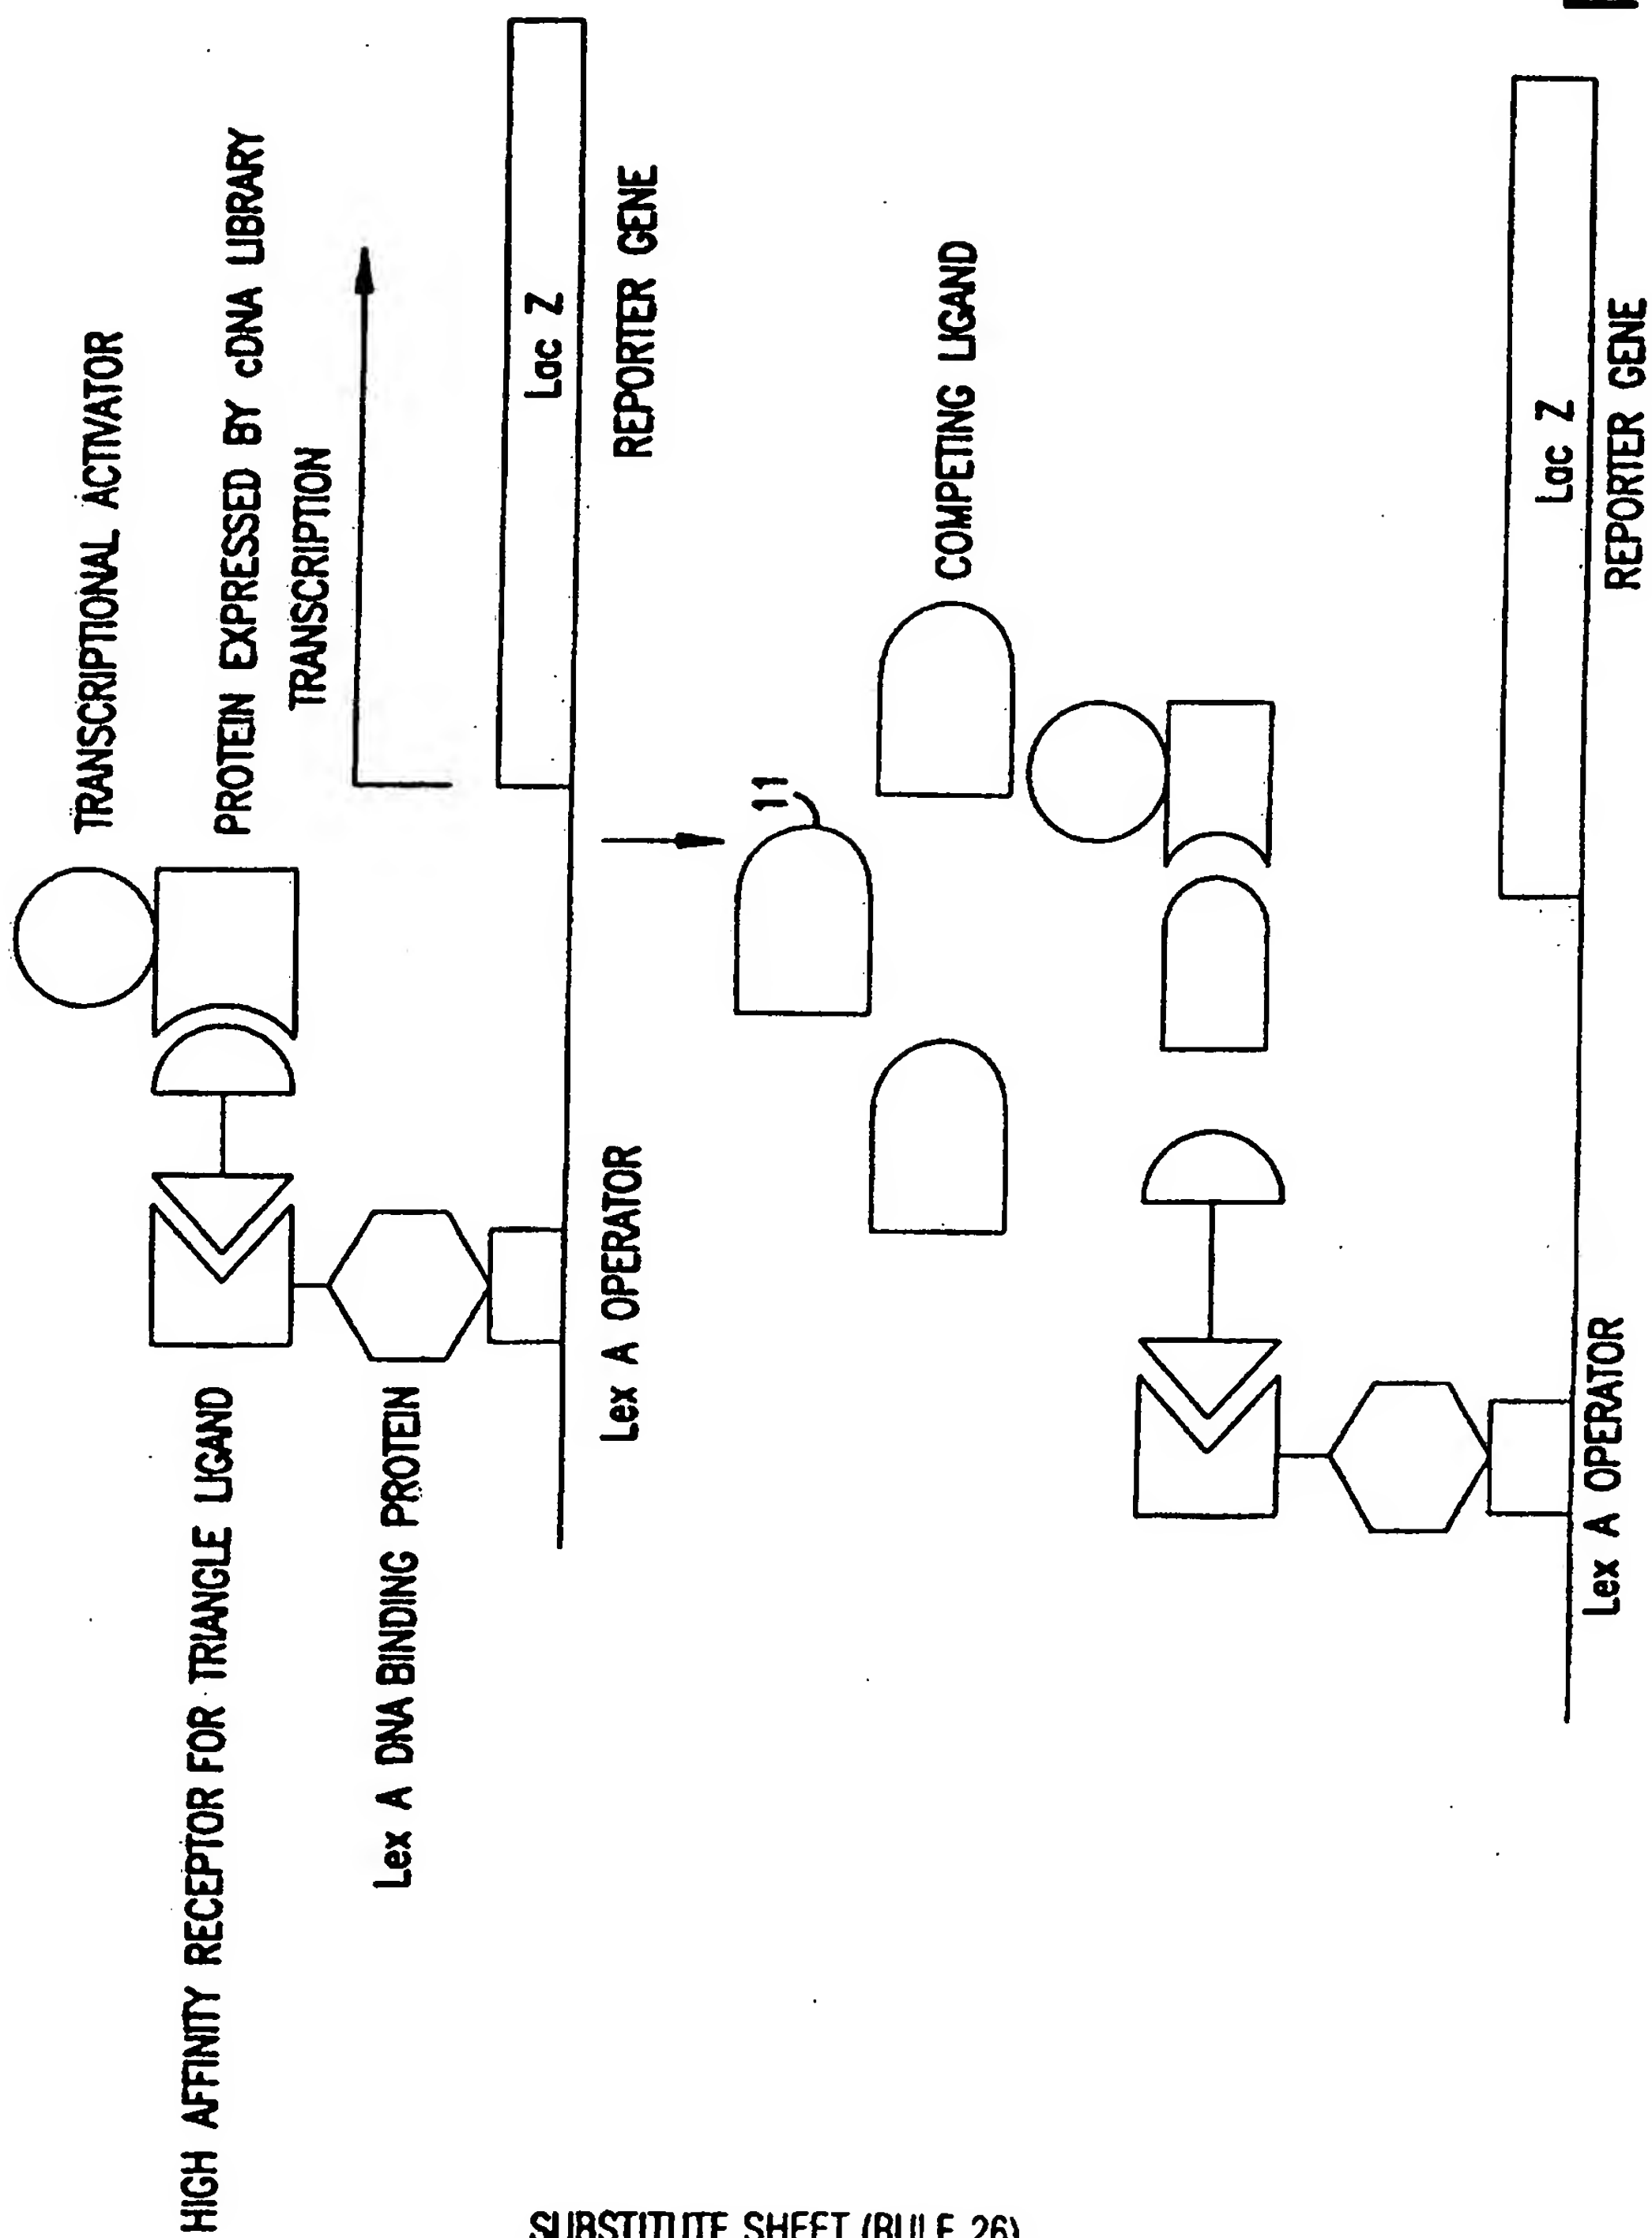 TRANSCRIPTIONAL ACTIVATOR
PROTEIN EXPRESSED BY cDNA LIBRARY
TRANSCRIPTION
HIGH AFFINITY RECEPTOR FOR TRIANGLE LIGAND
Lex A DNA BINDING PROTEIN
Lac Z
Lex A OPERATOR
REPORTER GENE
11
COMPETING LIGAND
Lac Z
Lex A OPERATOR
REPORTER GENE
SUBSTITUTE SHEET (RULE 26)